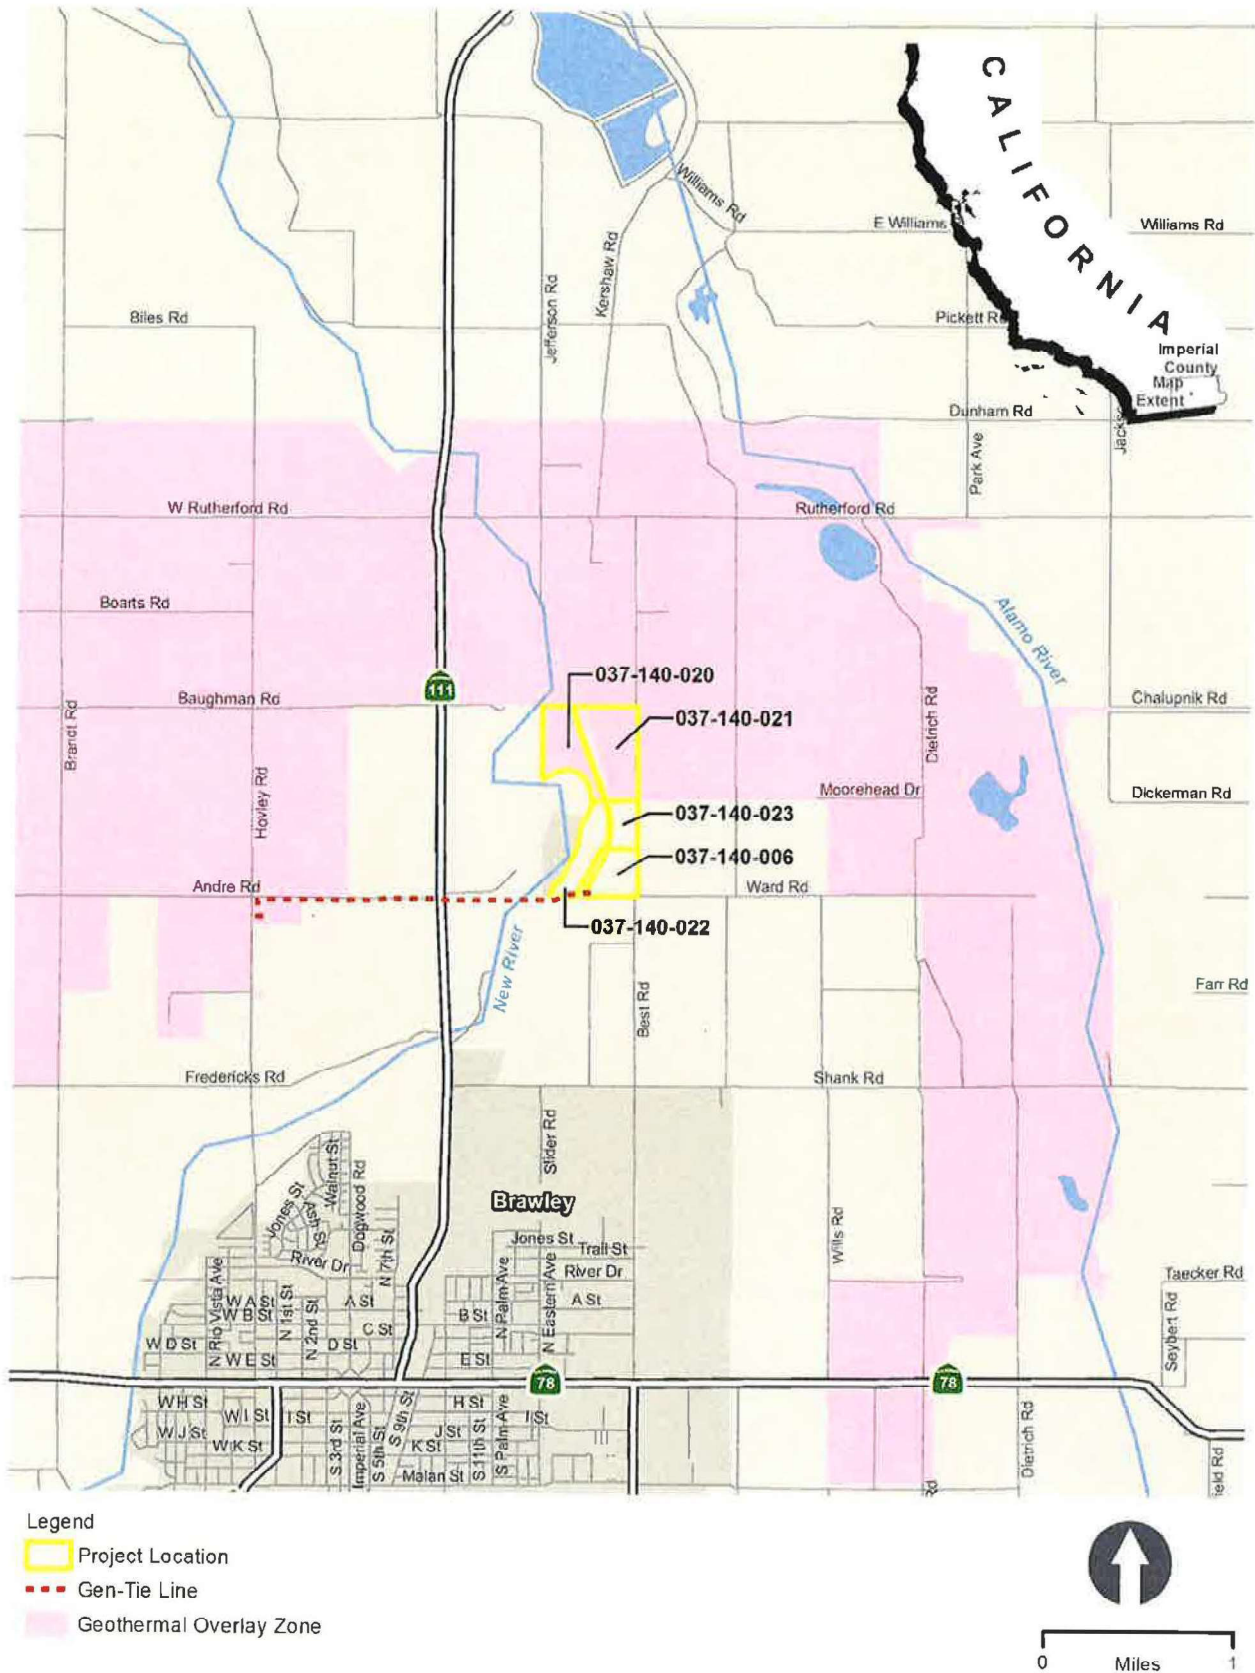 CALIFORNIA
Williams Rd
E Williams
Williams Rd
Kershaw Rd
Jefferson Rd
Biles Rd
Pickett R
Imperial
County
Map
Extent
Dunham Rd
Park Ave
W Rutherford Rd
Rutherford Rd
Boarts Rd
Alamo River
037-140-020
111
Baughman Rd
037-140-021
Chalupnik Rd
Brandt Rd
Dietrich Rd
Hovley Rd
Moorehead Dr
Dickerman Rd
037-140-023
037-140-006
Andre Rd
Ward Rd
037-140-022
New River
Best Rd
Farr Rd
Fredericks Rd
Shank Rd
Slider Rd
Walnut St
Jones St
Ash St
Dogwood Rd
Brawley
N 7th St
River Dr
Jones St
Trail St
River Dr
Wills Rd
Taecker Rd
N Rio Vista Ave
W A St
W B St
N 1st St
N 2nd St
A St
C St
D St
B St
N Palm Ave
N Eastern Ave
A St
Seybert Rd
W D St
W E St
E St
78
78
W H St
W I St
I St
W J St
W K St
S 3rd St
Imperial Ave
S 5th St
S 9th St
H St
J St
K St
Malan St
S 11th St
S Palm Ave
I St
Dietrich Rd
Rd
Legend
Project Location
Gen-Tie Line
Geothermal Overlay Zone
0 Miles 1